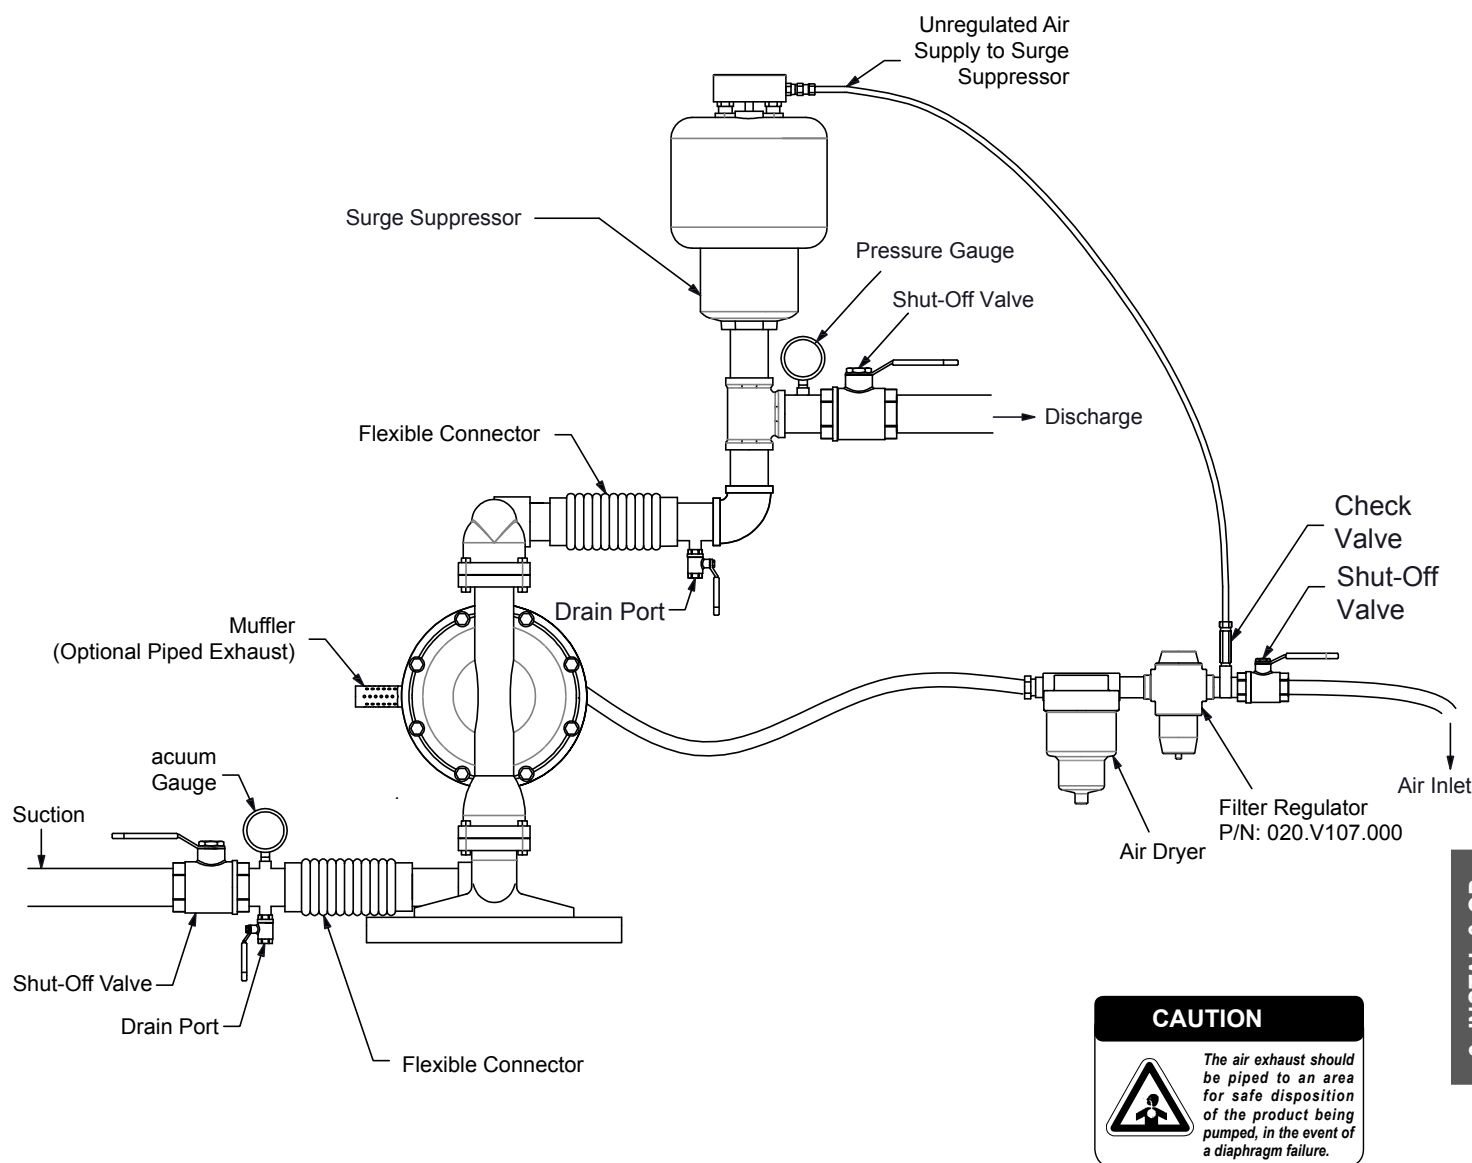 Unregulated Air
Supply to Surge
Suppressor
Surge Suppressor
Pressure Gauge
Shut-Off Valve
Discharge
Flexible Connector
Check
Valve
Shut-Off
Valve
Drain Port
Muffler
(Optional Piped Exhaust)
acuum
Gauge
Suction
Air Inlet
Filter Regulator
P/N: 020.V107.000
Air Dryer
Shut-Off Valve
Drain Port
Flexible Connector
CAUTION
The air exhaust should
be piped to an area
for safe disposition
of the product being
pumped, in the event of
a diaphragm failure.